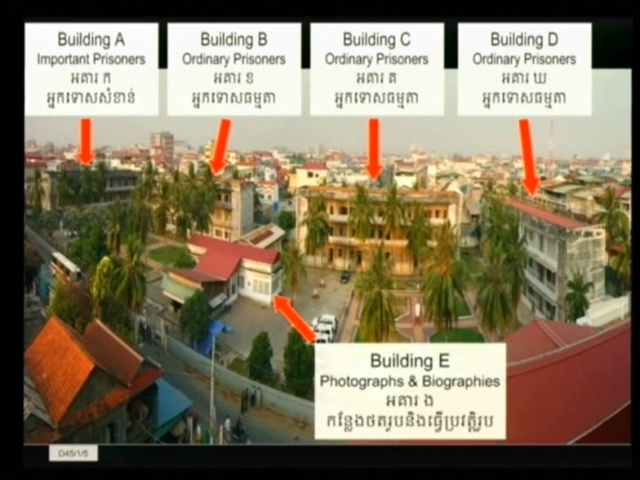 Building A
Important Prisoners
អគារ ក
អ្នកទោសសំខាន់
Building B
Ordinary Prisoners
អគារ ខ
អ្នកទោសធម្មតា
Building C
Ordinary Prisoners
អគារ គ
អ្នកទោសធម្មតា
Building D
Ordinary Prisoners
អគារ ឃ
អ្នកទោសធម្មតា
Building E
Photographs & Biographies
អគារ ង
កន្លែងថតរូបនិងធ្វើប្រវត្តិរូប
D45/1/5